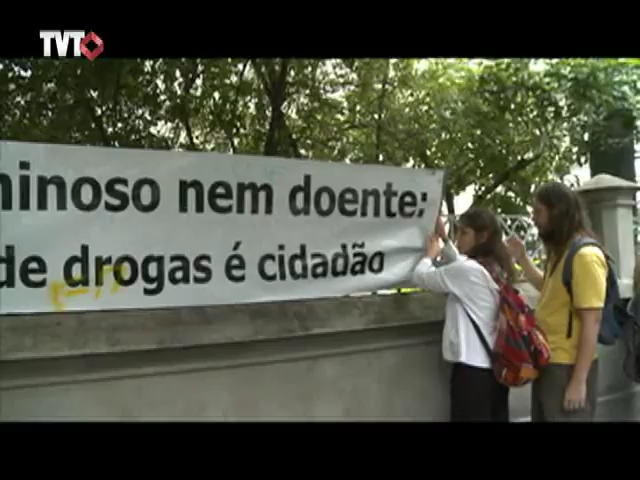 TVT
minoso nem doente:
de drogas é cidadão